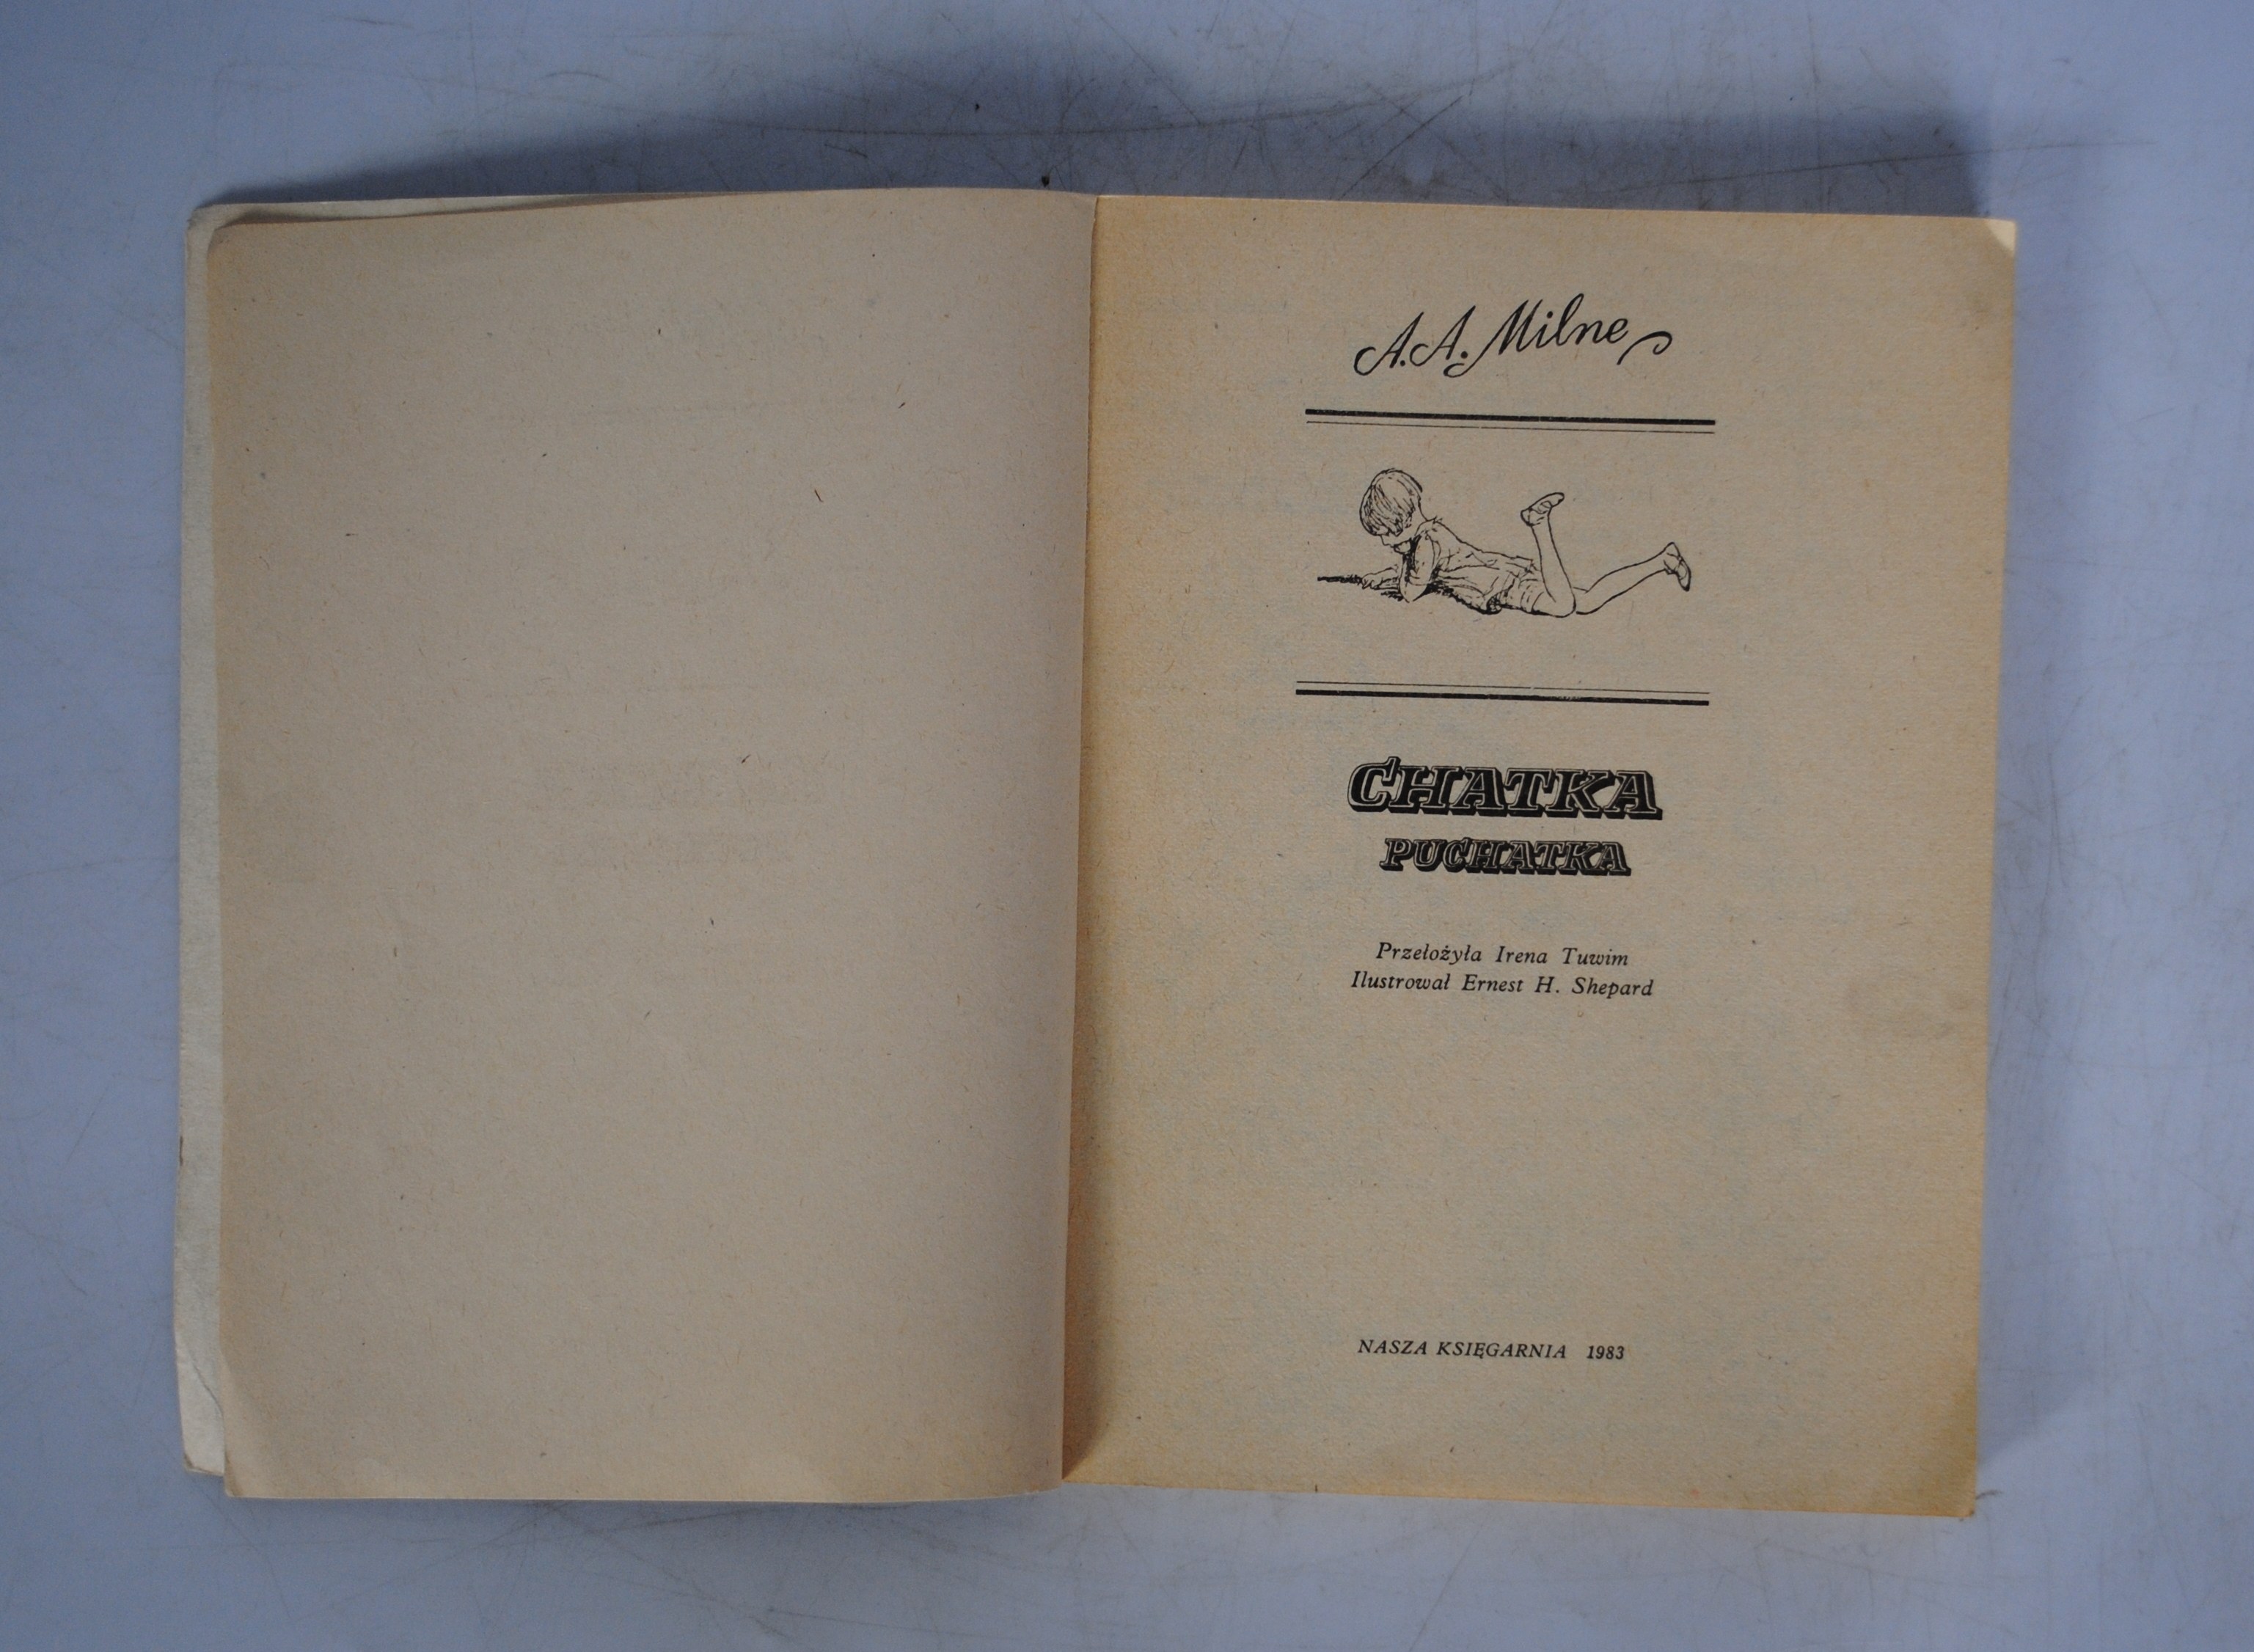 A.A. Milne
CHATKA
PUCHATKA
Przełożyła Irena Tuwim
Ilustrował Ernest H. Shepard
NASZA KSIĘGARNIA 1983